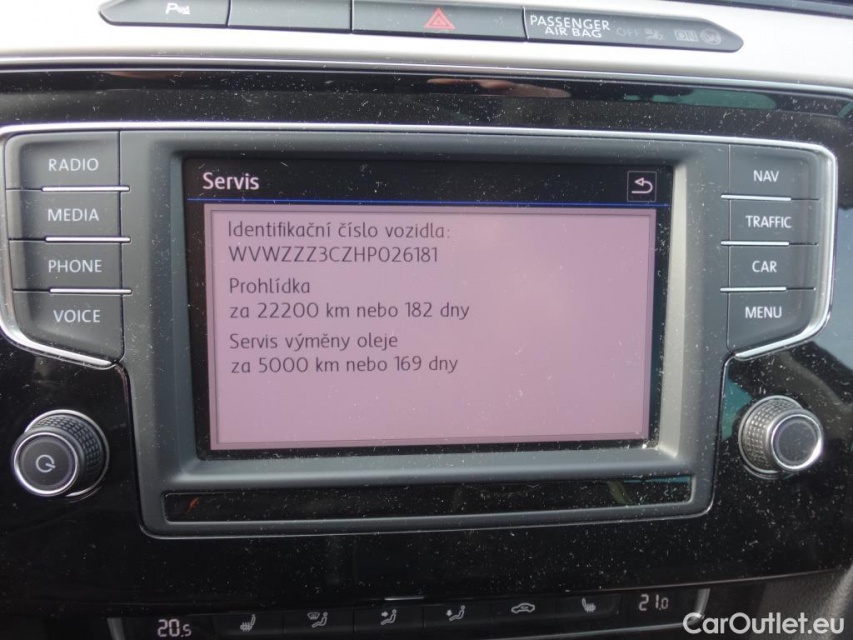 PASSENGER
AIR BAG OFF ON
RADIO
MEDIA
PHONE
VOICE
Servis
Identifikační číslo vozidla:
WVWZZZ3CZHP026181
Prohlídka
za 22200 km nebo 182 dny
Servis výměny oleje
za 5000 km nebo 169 dny
NAV
TRAFFIC
CAR
MENU
20.5
21.0
CarOutlet.eu